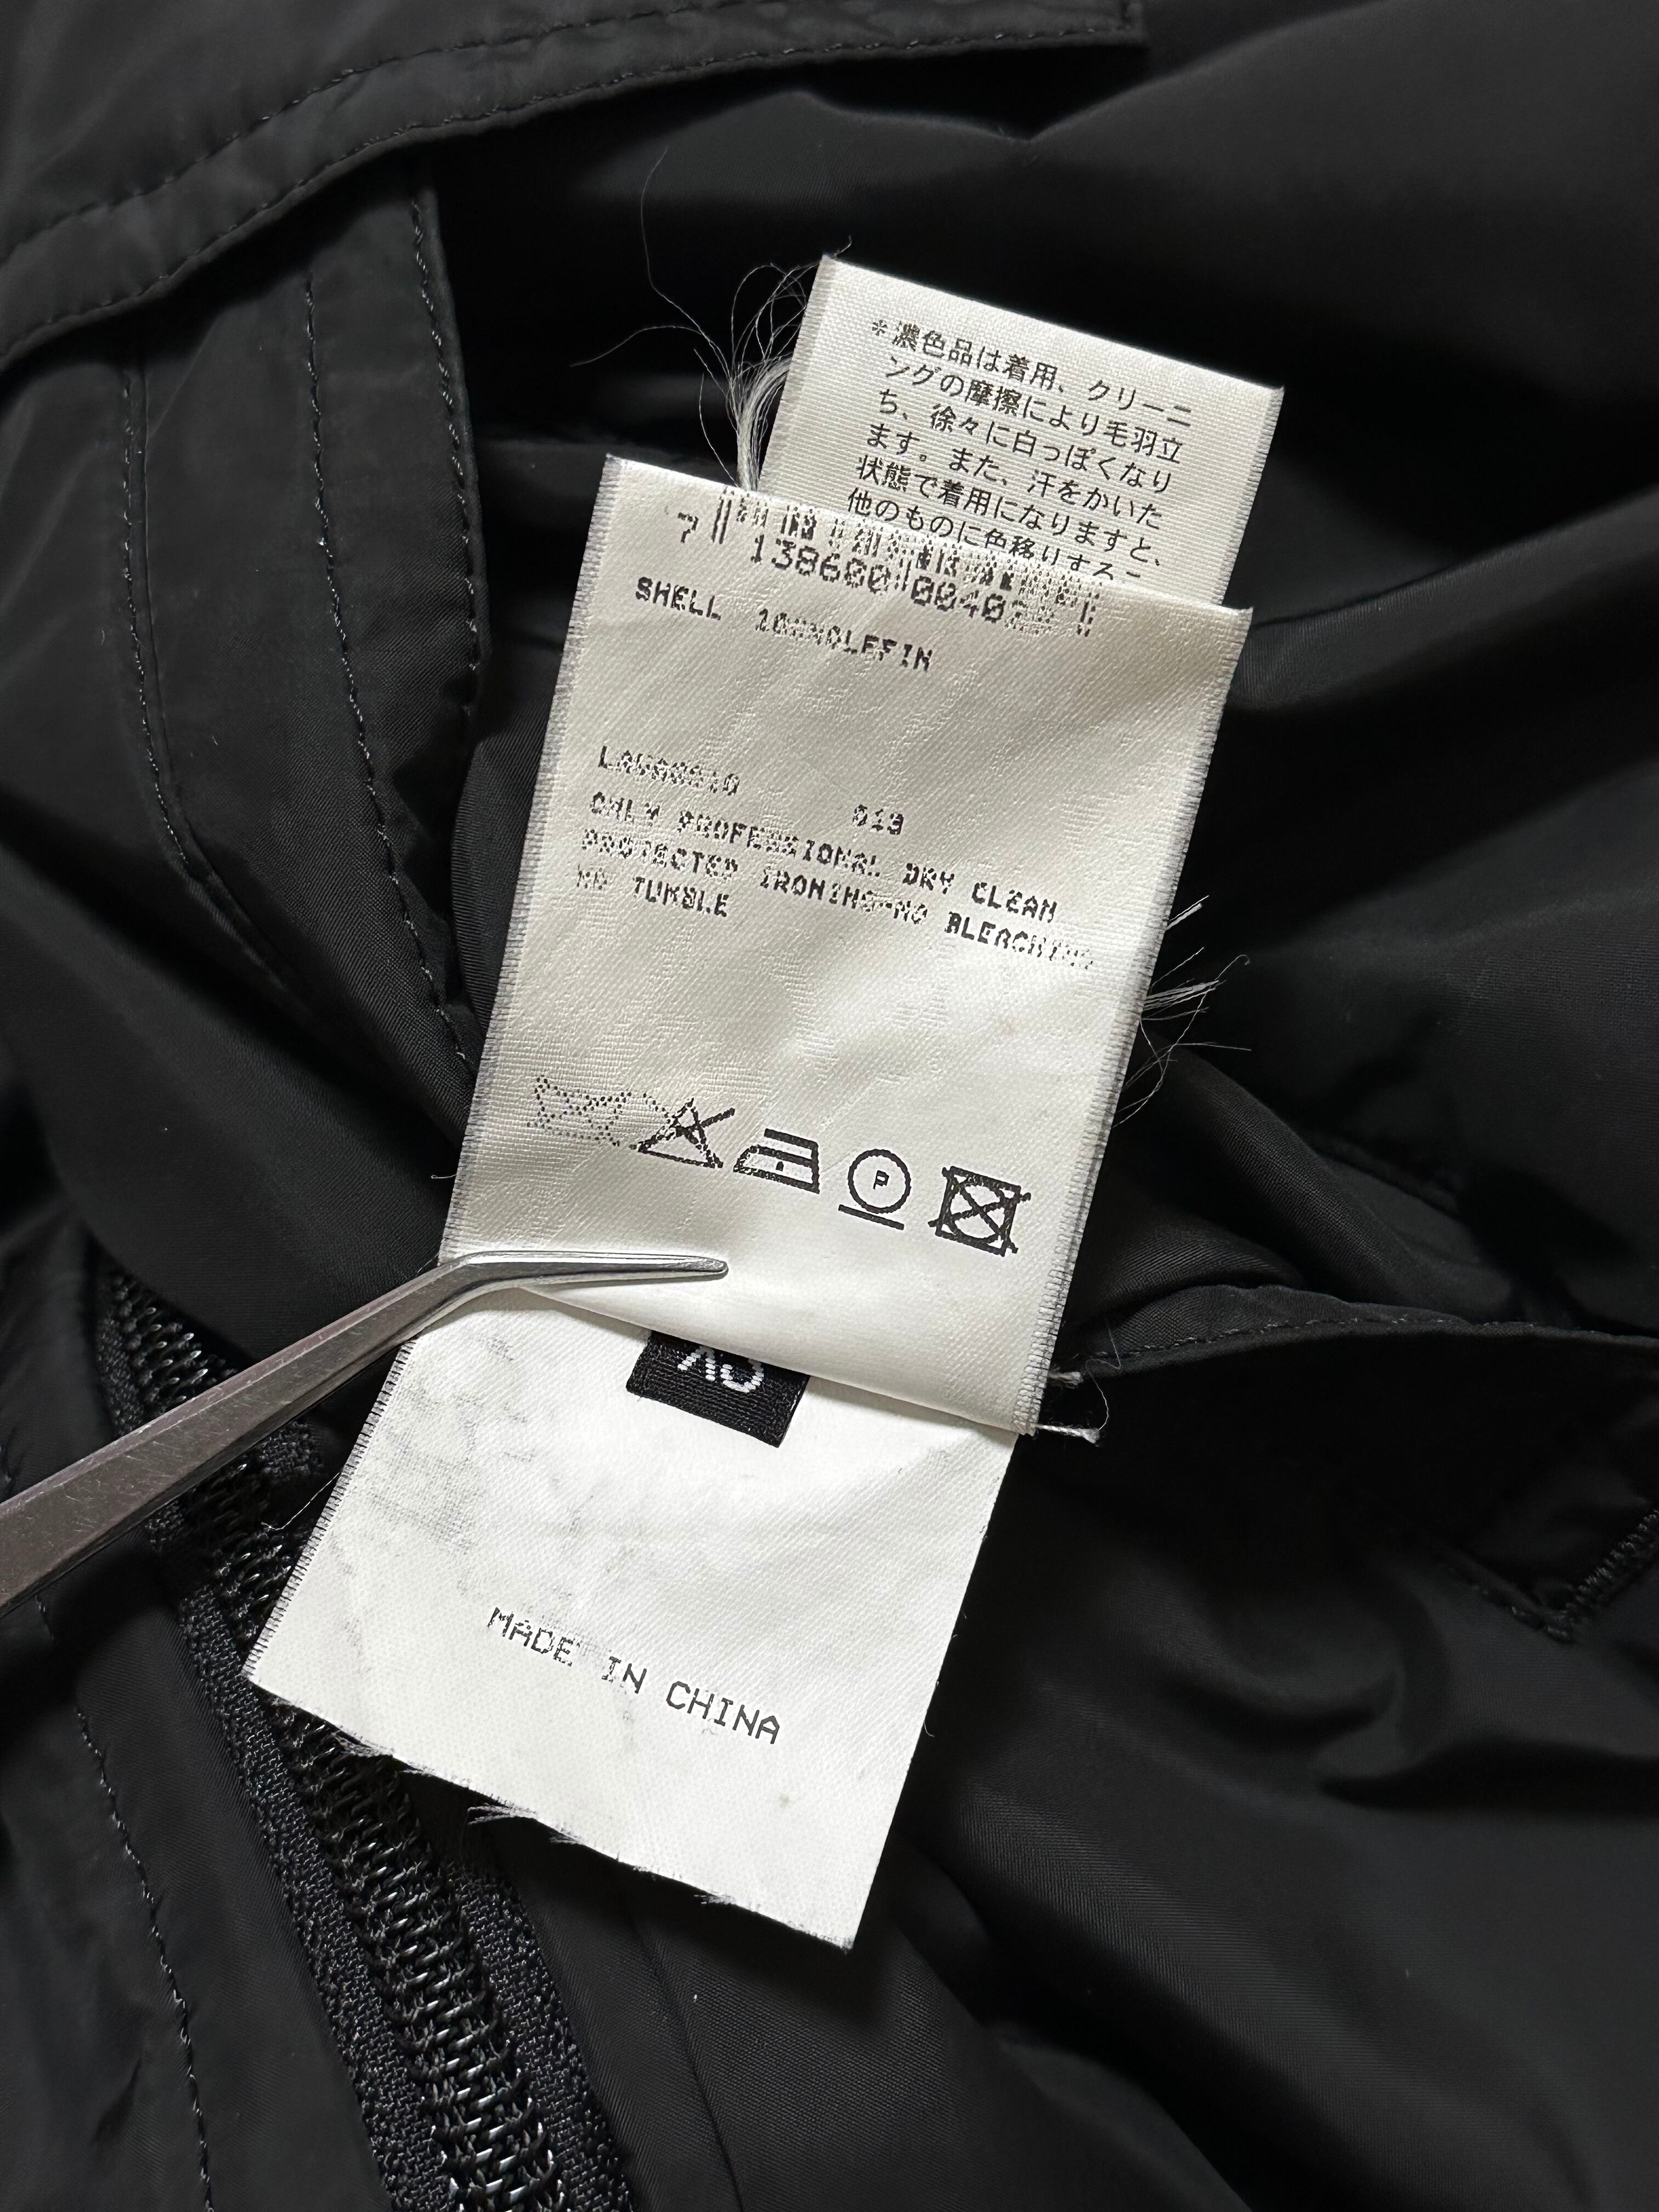 *濃色品は着用、クリーニ
ングの摩擦により毛羽立
ち、徐々に白っぽくなり
ます。また、汗をかいた
状態で着用になりますと、
他のものに色移りするこ
7 138600
SHELL
LAVAGGIO 013
ONLY PROFESSIONAL DRY CLEAN
PROTECTED IRONING-NO BLEACHING
NO TUMBLE
P
MADE IN CHINA